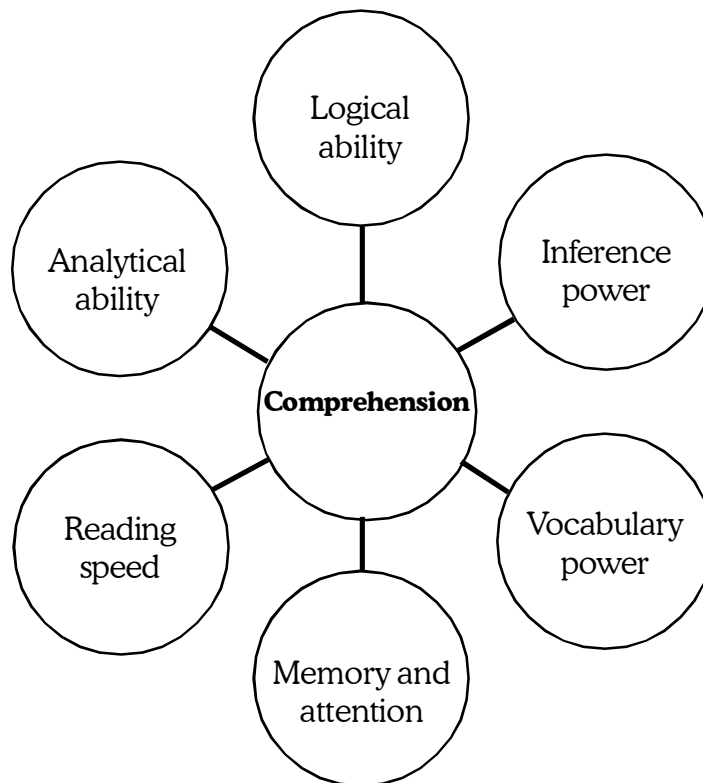 Logical
ability
Analytical
ability
Inference
power
Comprehension
Reading
speed
Vocabulary
power
Memory and
attention